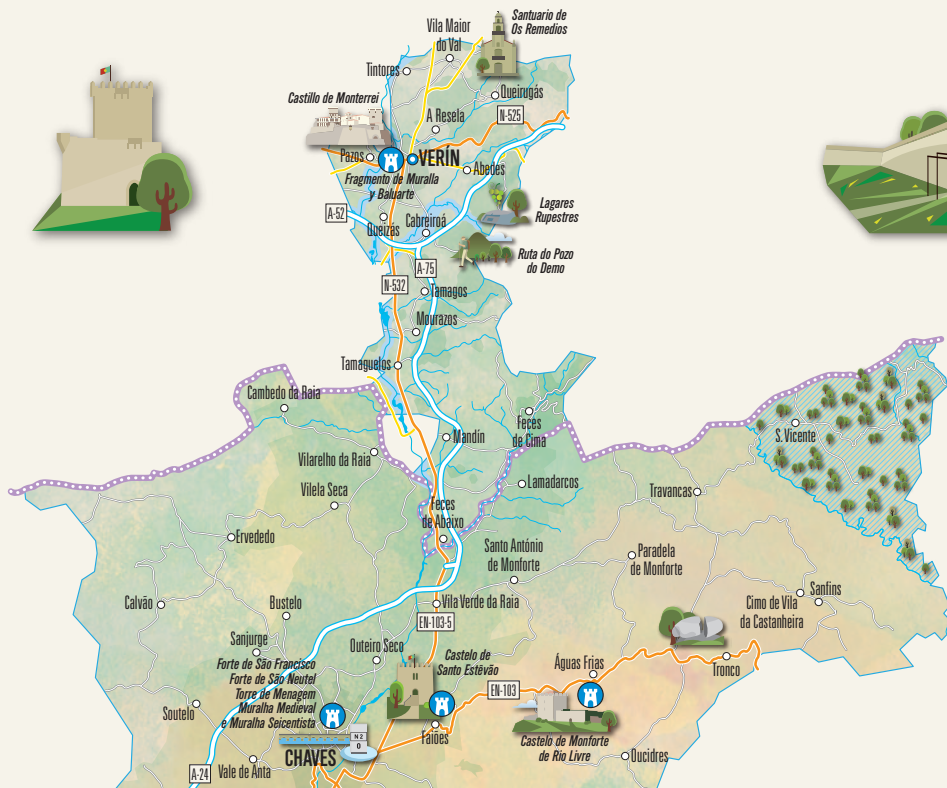 Santuario de
Os Remedios
Vila Maior
do Val
Tintores
Queirugás
Castillo de Monterrei
A Resela
N-525
Pazos
VERÍN
Abedes
Fragmento de Muralla
y Baluarte
Lagares
Rupestres
A-52
Queizás
Cabreiroá
Ruta do Pozo
do Demo
A-75
N-532
Tamagos
Mourazos
Tamaguelos
Cambedo da Raia
Feces
de Cima
S. Vicente
Mandín
Vilarelho da Raia
Vilela Seca
Lamadarcos
Travancas
Feces
de Abaixo
Ervededo
Santo António
de Monforte
Paradela
de Monforte
Calvão
Bustelo
Vila Verde da Raia
Cimo de Vila
da Castanheira
Sanfins
EN-103-5
Sanjurge
Outeiro Seco
Forte de São Francisco
Forte de São Neutel
Torre de Menagem
Muralha Medieval
e Muralha Seicentista
Castelo de
Santo Estêvão
Águas Frias
Tronco
EN-103
Soutelo
N2
0
Faiões
Castelo de Monforte
de Rio Livre
CHAVES
Oucidres
A-24
Vale de Anta